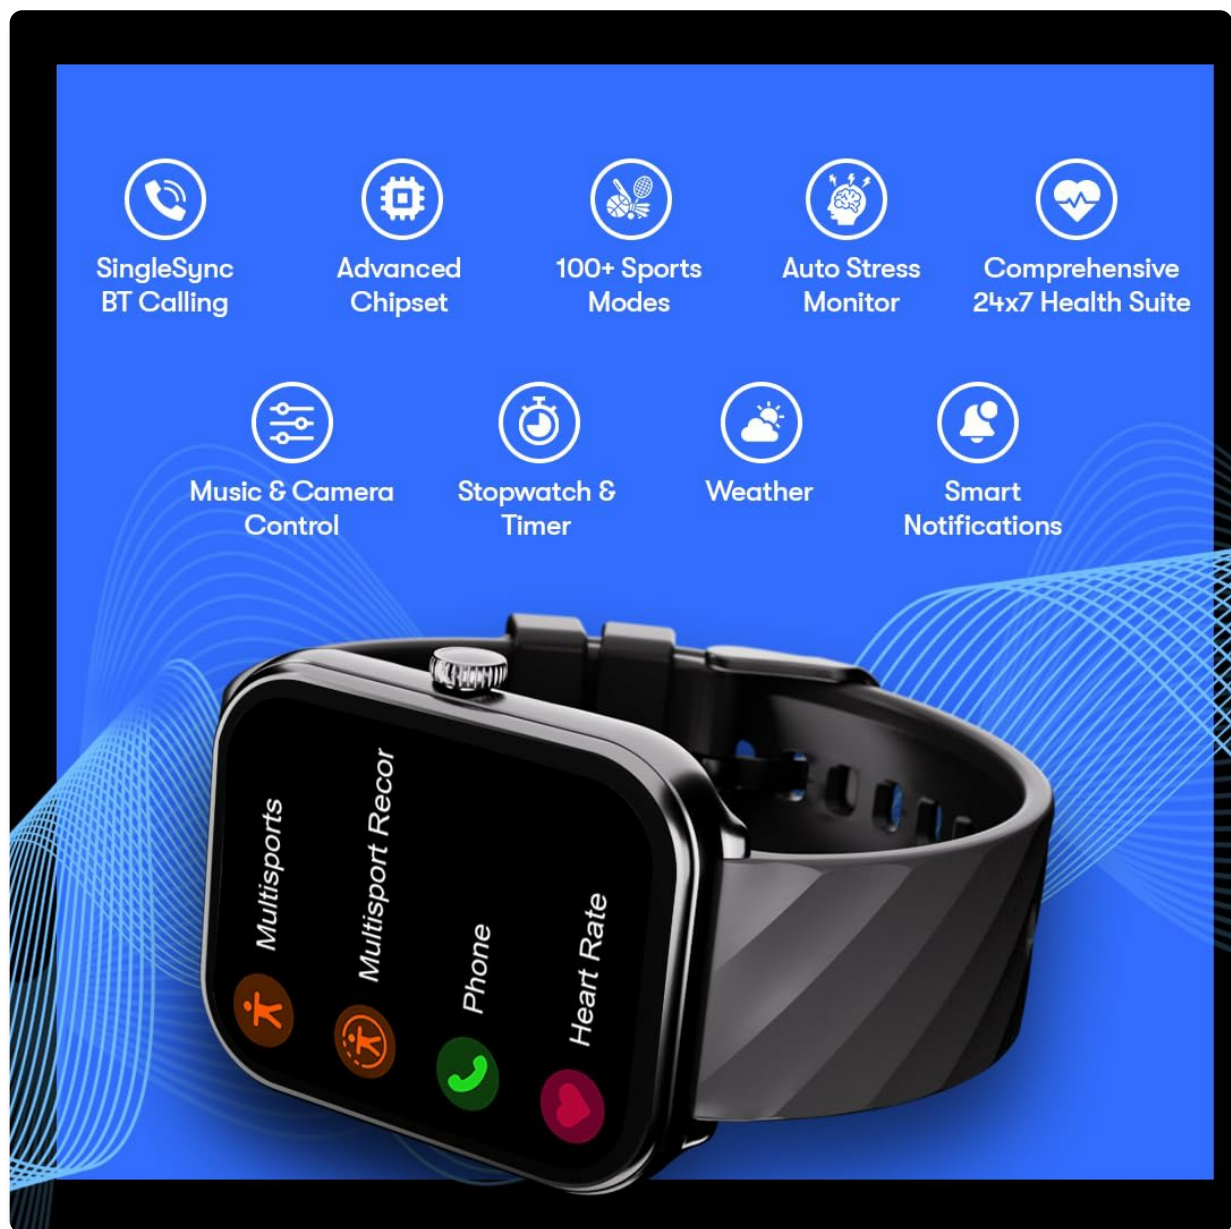 SingleSync
BT Calling
Advanced
Chipset
100+ Sports
Modes
Auto Stress
Monitor
Comprehensive
24x7 Health Suite
Music & Camera
Control
Stopwatch &
Timer
Weather
Smart
Notifications
Multisports
Multisport Recor
Phone
Heart Rate